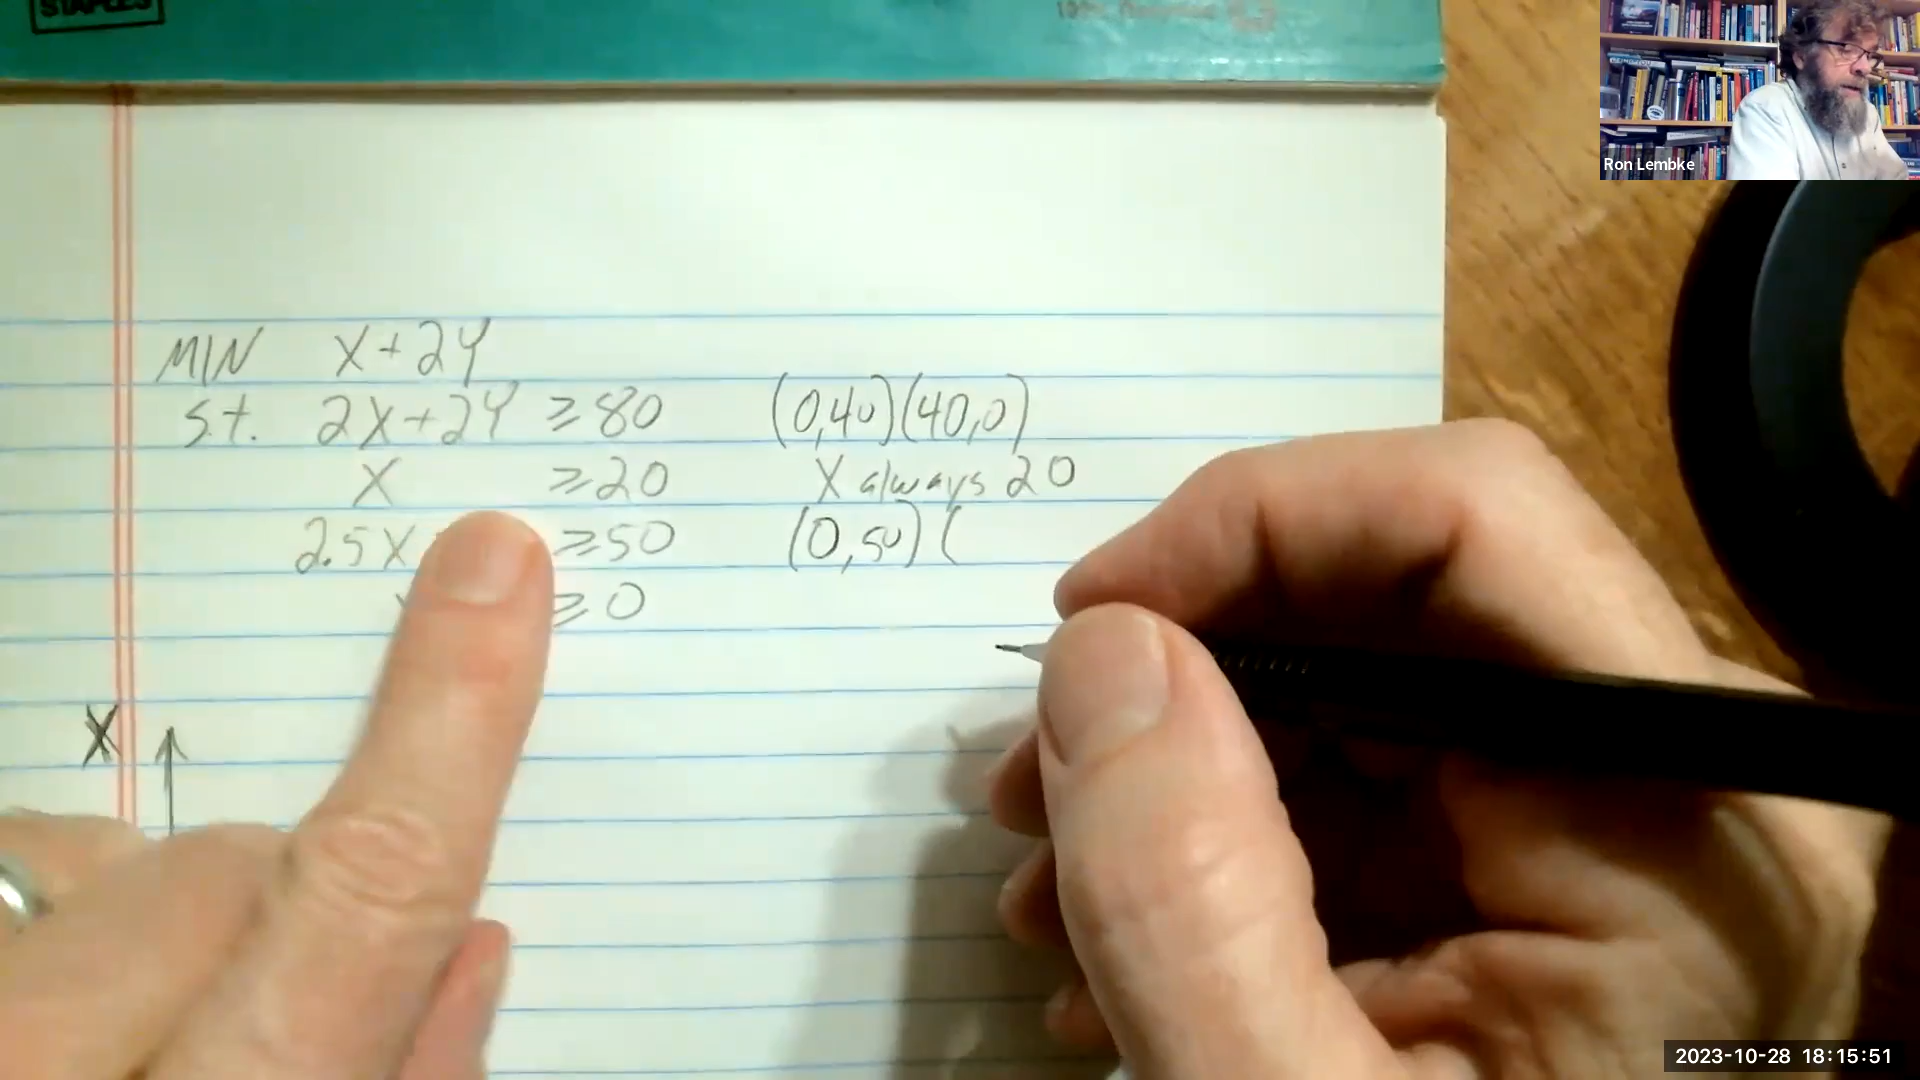 STAPLES
Ron Lembke
MIN X+2Y
s.t. 2X+2Y ≥80 (0,40)(40,0)
X ≥20 X always 20
2.5X ≥50 (0,50) (
≥0
X
2023-10-28 18:15:51